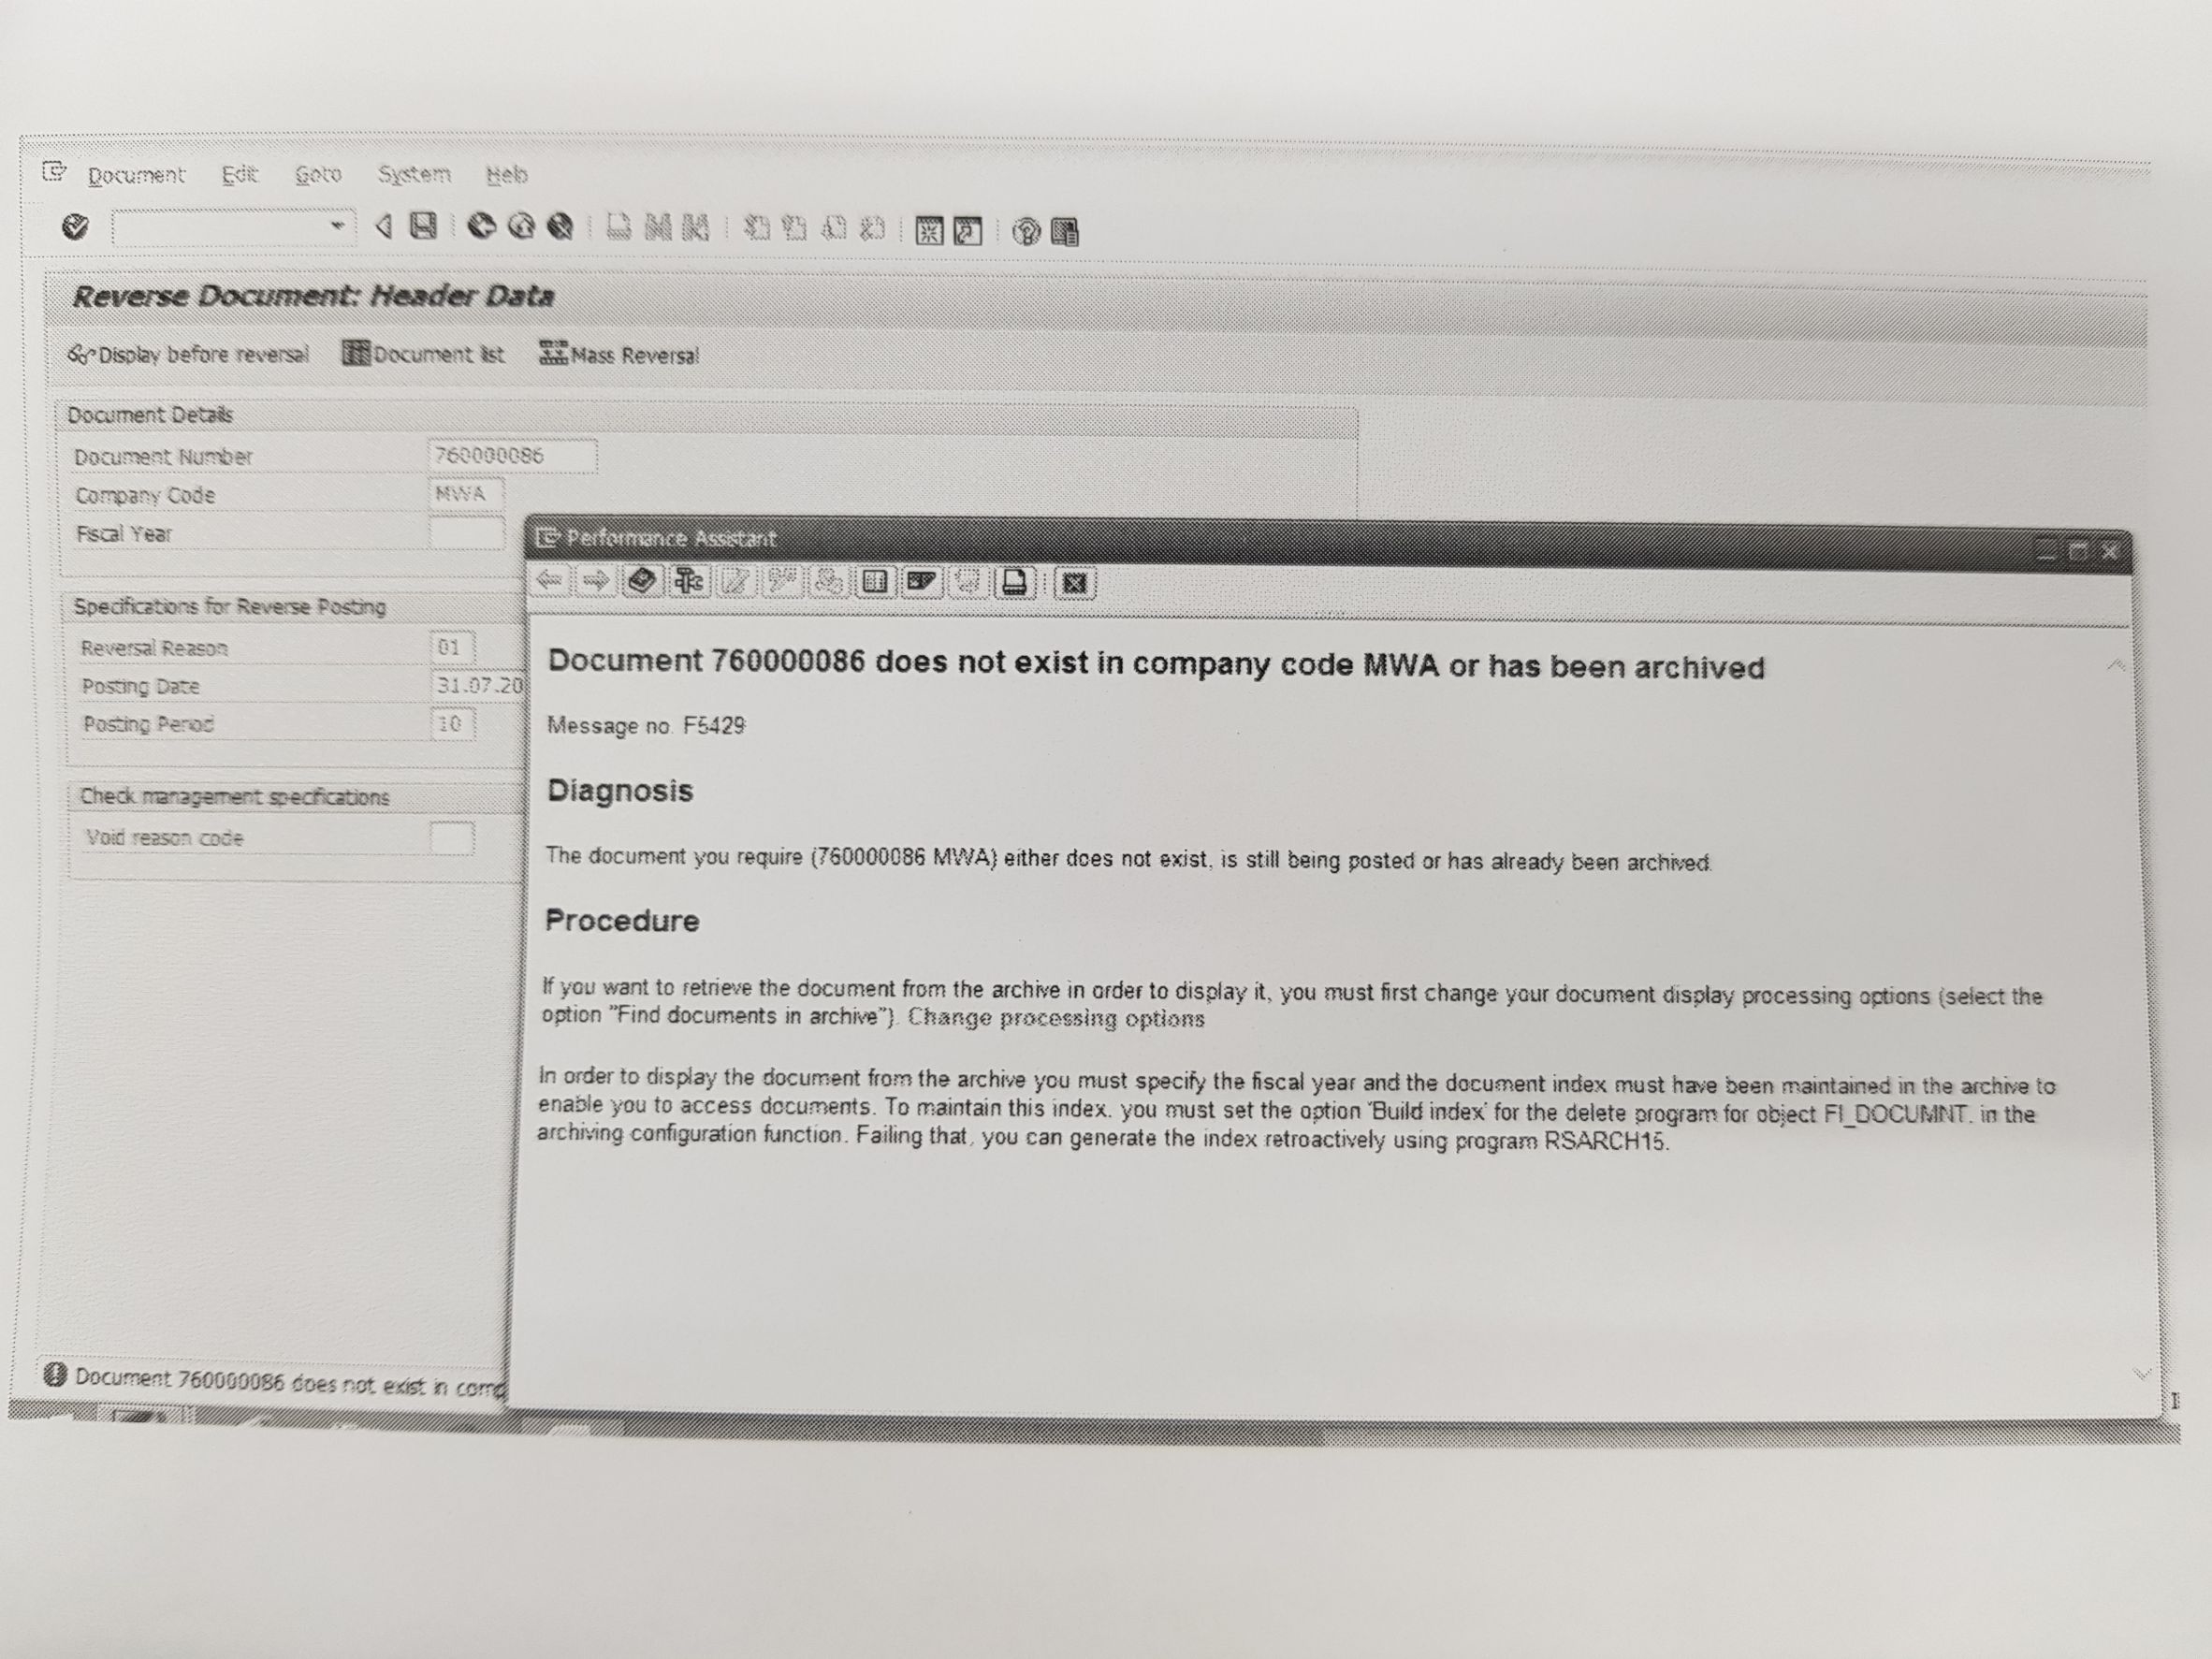 Document Edit Goto System Help
Reverse Document: Header Data
Display before reversal Document list Mass Reversal
Document Details
Document Number 760000086
Company Code MWA
Fiscal Year
Specifications for Reverse Posting
Reversal Reason 01
Posting Date 31.07.20
Posting Period 10
Check management specifications
Void reason code
Document 760000086 does not exist in comp
Performance Assistant
Document 760000086 does not exist in company code MWA or has been archived
Message no. F5429
Diagnosis
The document you require (760000086 MWA) either does not exist, is still being posted or has already been archived.
Procedure
If you want to retrieve the document from the archive in order to display it, you must first change your document display processing options (select the
option "Find documents in archive"). Change processing options
In order to display the document from the archive you must specify the fiscal year and the document index must have been maintained in the archive to
enable you to access documents. To maintain this index, you must set the option 'Build index' for the delete program for object FI_DOCUMNT, in the
archiving configuration function. Failing that, you can generate the index retroactively using program RSARCH15.